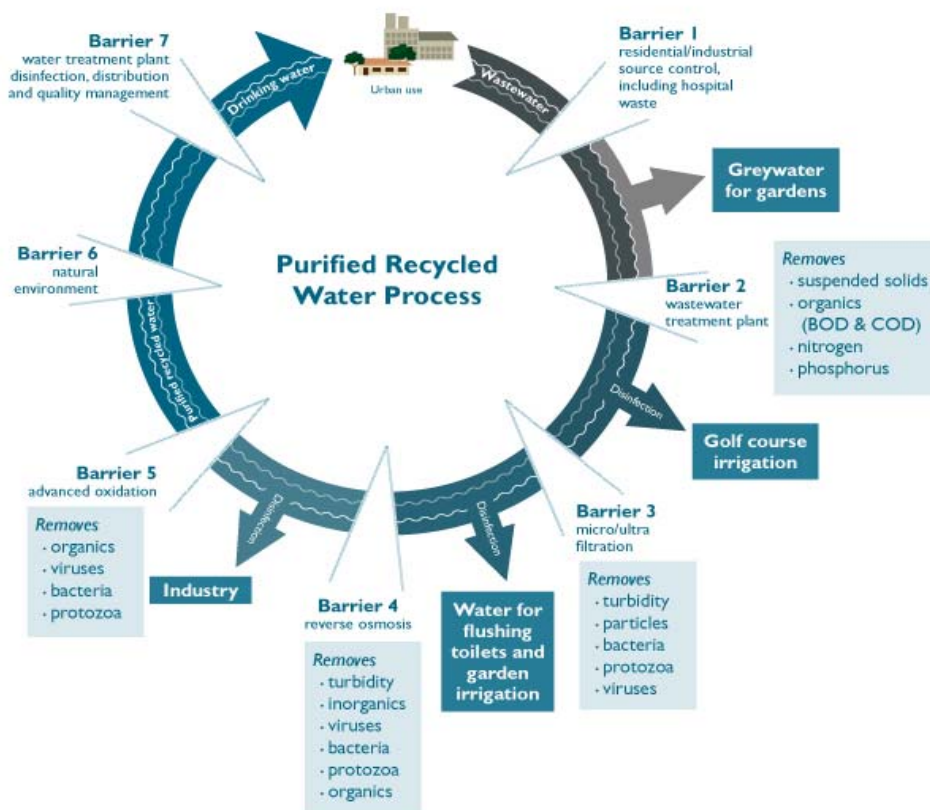 Purified Recycled
Water Process
Urban use
Wastewater
Barrier 1
residential/industrial
source control,
including hospital
waste
Greywater
for gardens
Barrier 2
wastewater
treatment plant
Removes
· suspended solids
· organics
(BOD & COD)
· nitrogen
· phosphorus
Disinfection
Golf course
irrigation
Barrier 3
micro/ultra
filtration
Removes
· turbidity
· particles
· bacteria
· protozoa
· viruses
Disinfection
Water for
flushing
toilets and
garden
irrigation
Barrier 4
reverse osmosis
Removes
· turbidity
· inorganics
· viruses
· bacteria
· protozoa
· organics
Disinfection
Industry
Barrier 5
advanced oxidation
Removes
· organics
· viruses
· bacteria
· protozoa
Purified recycled water
Barrier 6
natural
environment
Barrier 7
water treatment plant
disinfection, distribution
and quality management
Drinking water